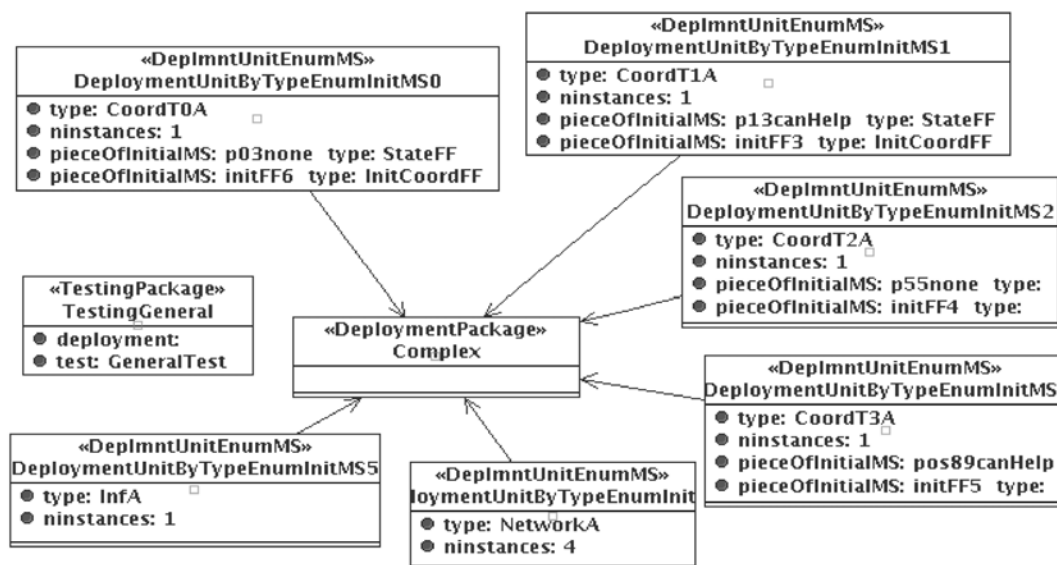 «DeplmntUnitEnumMS»
DeploymentUnitByTypeEnumInitMS0
type: CoordT0A
ninstances: 1
pieceOfInitialMS: p03none type: StateFF
pieceOfInitialMS: initFF6 type: InitCoordFF
«DeplmntUnitEnumMS»
DeploymentUnitByTypeEnumInitMS1
type: CoordT1A
ninstances: 1
pieceOfInitialMS: p13canHelp type: StateFF
pieceOfInitialMS: initFF3 type: InitCoordFF
«DeplmntUnitEnumMS»
DeploymentUnitByTypeEnumInitMS2
type: CoordT2A
ninstances: 1
pieceOfInitialMS: p55none type:
pieceOfInitialMS: initFF4 type:
«TestingPackage»
TestingGeneral
deployment:
test: GeneralTest
«DeploymentPackage»
Complex
«DeplmntUnitEnumMS»
DeploymentUnitByTypeEnumInitMS
type: CoordT3A
ninstances: 1
pieceOfInitialMS: pos89canHelp
pieceOfInitialMS: initFF5 type:
«DeplmntUnitEnumMS»
DeploymentUnitByTypeEnumInitMS5
type: InfA
ninstances: 1
«DeplmntUnitEnumMS»
loymentUnitByTypeEnumInit
type: NetworkA
ninstances: 4